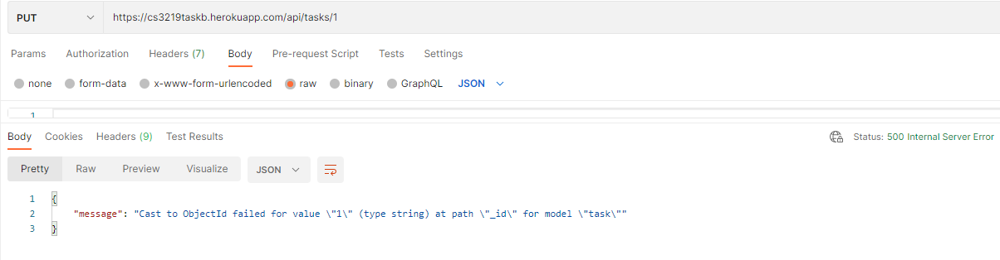 PUT https://cs3219taskb.herokuapp.com/api/tasks/1
Params Authorization Headers (7) Body Pre-request Script Tests Settings
none form-data x-www-form-urlencoded raw binary GraphQL JSON
1
Body Cookies Headers (9) Test Results Status: 500 Internal Server Error
Pretty Raw Preview Visualize JSON
1 {
2 "message": "Cast to ObjectId failed for value \"1\" (type string) at path \"_id\" for model \"task\""
3 }